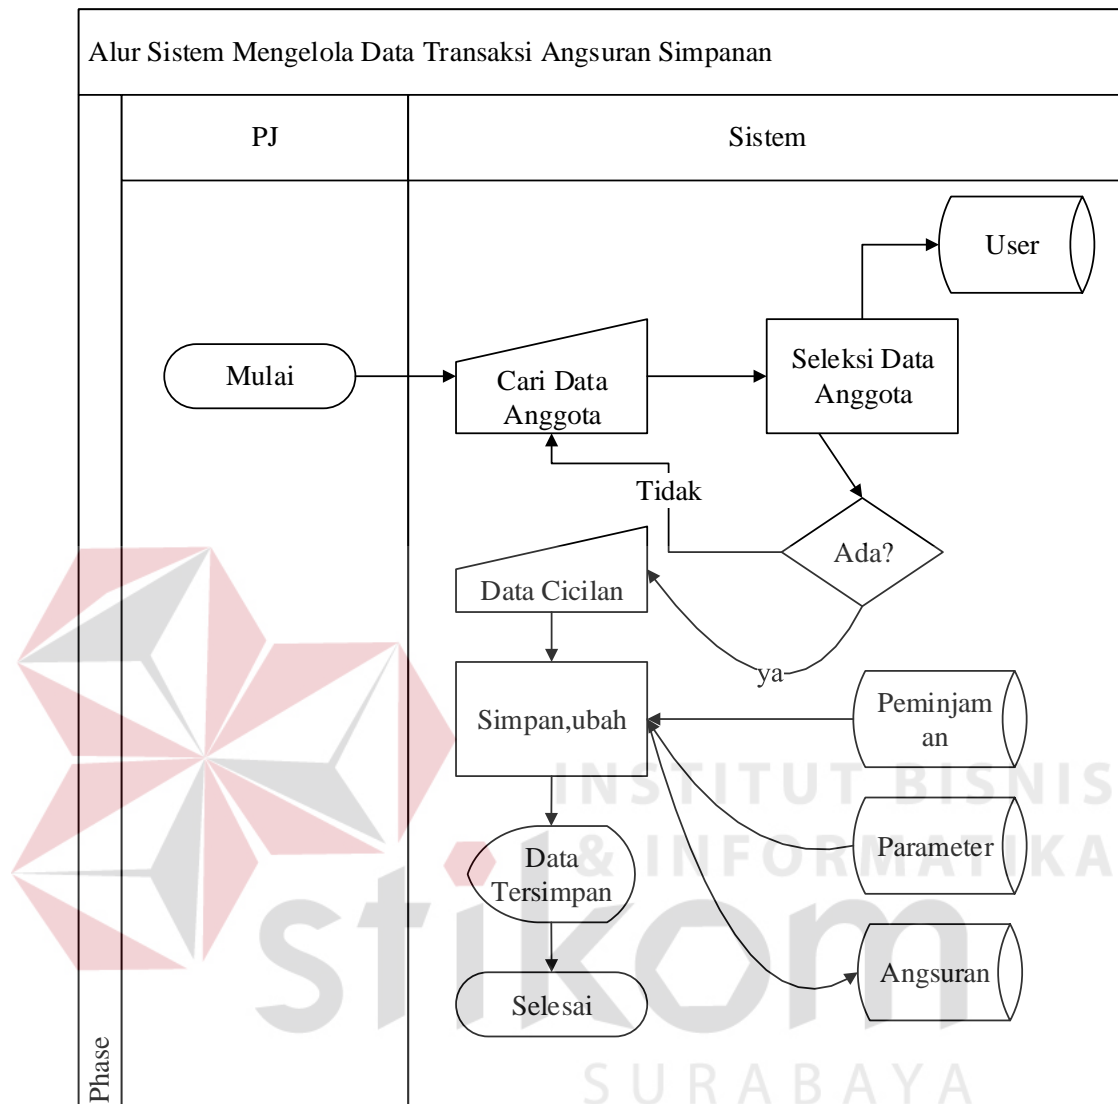 Alur Sistem Mengelola Data Transaksi Angsuran Simpanan
PJ
Sistem
User
Mulai
Cari Data
Anggota
Seleksi Data
Anggota
Tidak
Ada?
Data Cicilan
ya
Simpan,ubah
Peminjam
an
Parameter
Data
Tersimpan
Angsuran
Selesai
Phase
INSTITUT BISNIS
& INFORMATIKA
stikom
SURABAYA